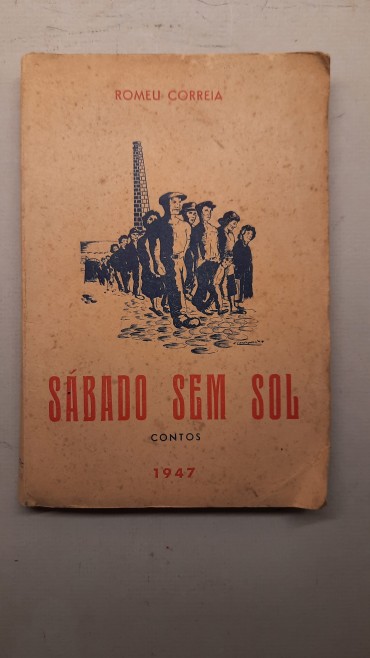 ROMEU CORREIA
SÁBADO SEM SOL
CONTOS
1947